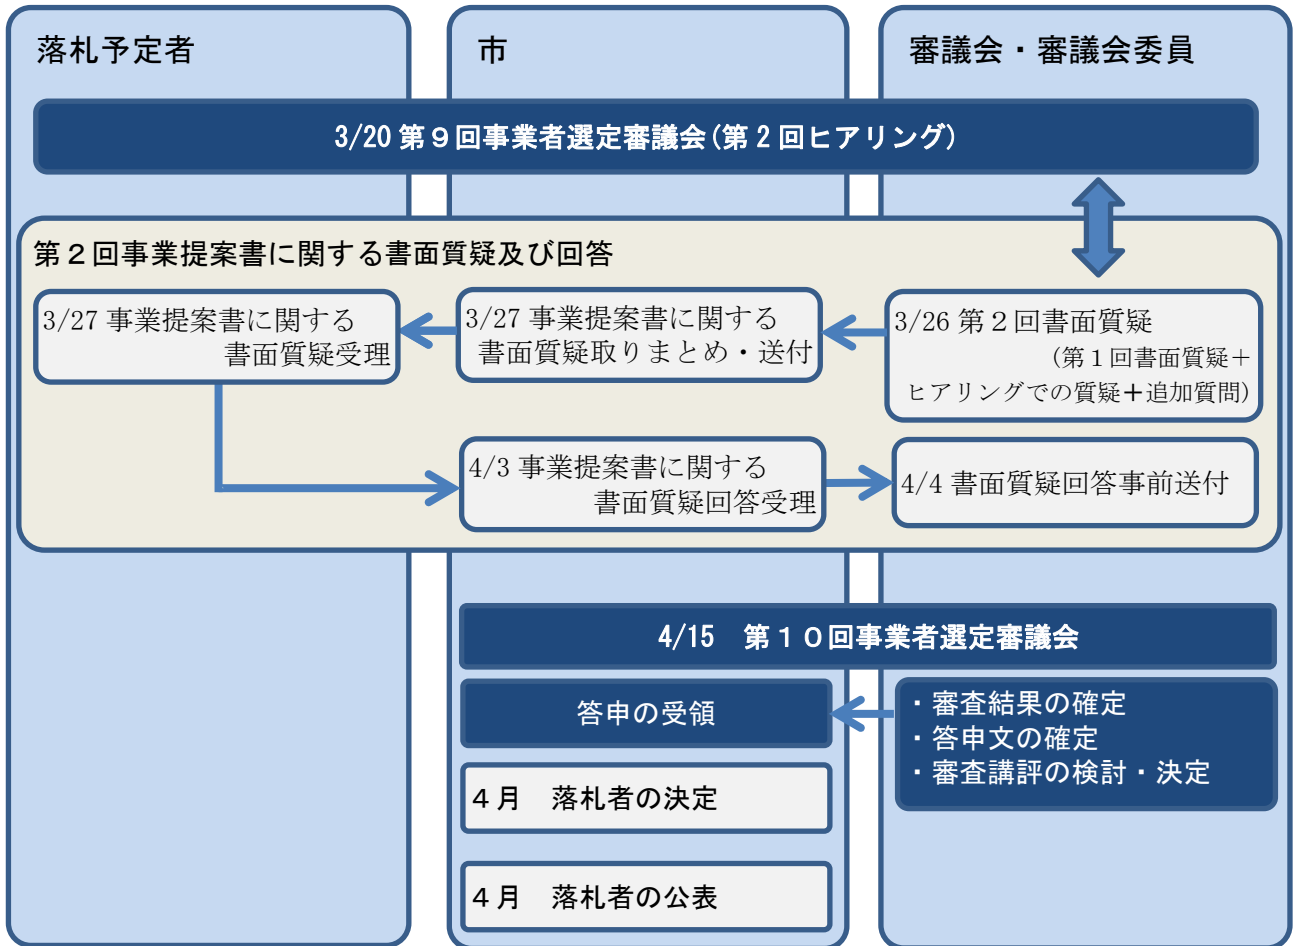 落札予定者
市
審議会・審議会委員
3/20 第９回事業者選定審議会(第２回ヒアリング)
第２回事業提案書に関する書面質疑及び回答
3/27 事業提案書に関する
書面質疑受理
3/27 事業提案書に関する
書面質疑取りまとめ・送付
3/26 第２回書面質疑
(第１回書面質疑＋
ヒアリングでの質疑＋追加質問)
4/3 事業提案書に関する
書面質疑回答受理
4/4 書面質疑回答事前送付
4/15　第１０回事業者選定審議会
答申の受領
・審査結果の確定
・答申文の確定
・審査講評の検討・決定
４月　落札者の決定
４月　落札者の公表